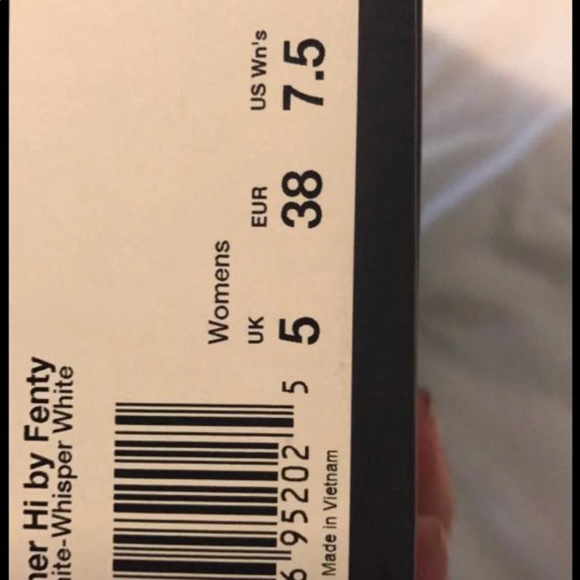 ner Hi by Fenty
ite-Whisper White
Womens
UK EUR US Wn's
5 38 7.5
6 95202 5
Made in Vietnam